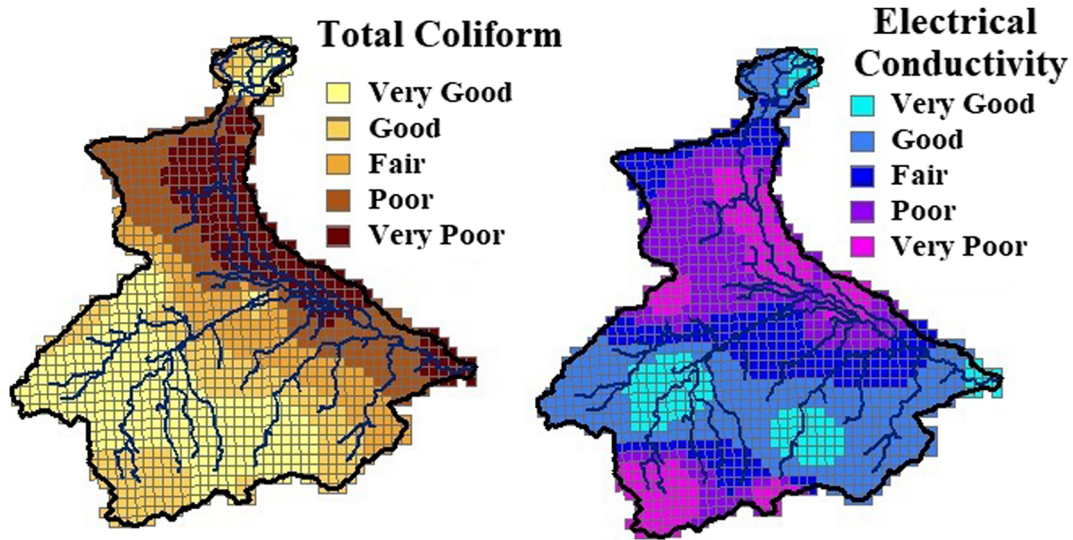 Total Coliform
Very Good
Good
Fair
Poor
Very Poor
Electrical
Conductivity
Very Good
Good
Fair
Poor
Very Poor